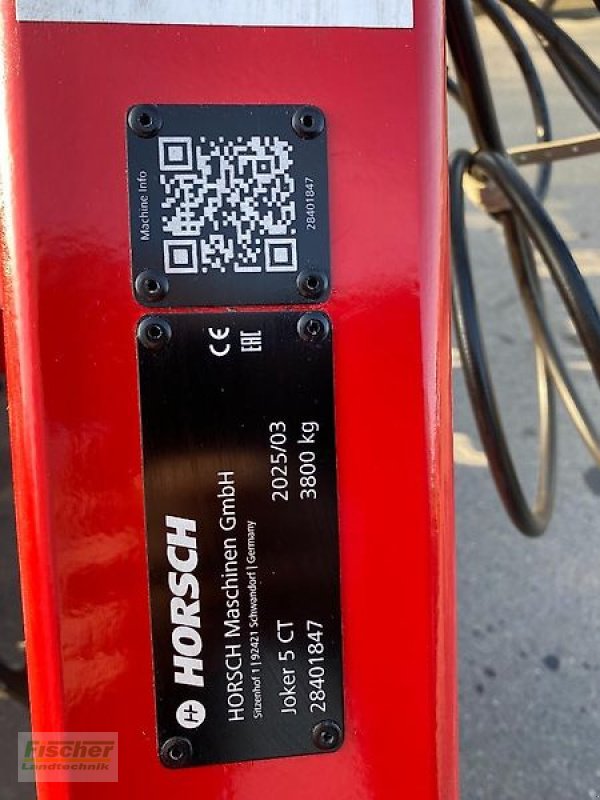 Machine Info
28401847
CE
EAC
HORSCH
HORSCH Maschinen GmbH
Sitzenhof 1 | 92421 Schwandorf | Germany
Joker 5 CT 2025/03
28401847 3800 kg
Fischer
Landtechnik